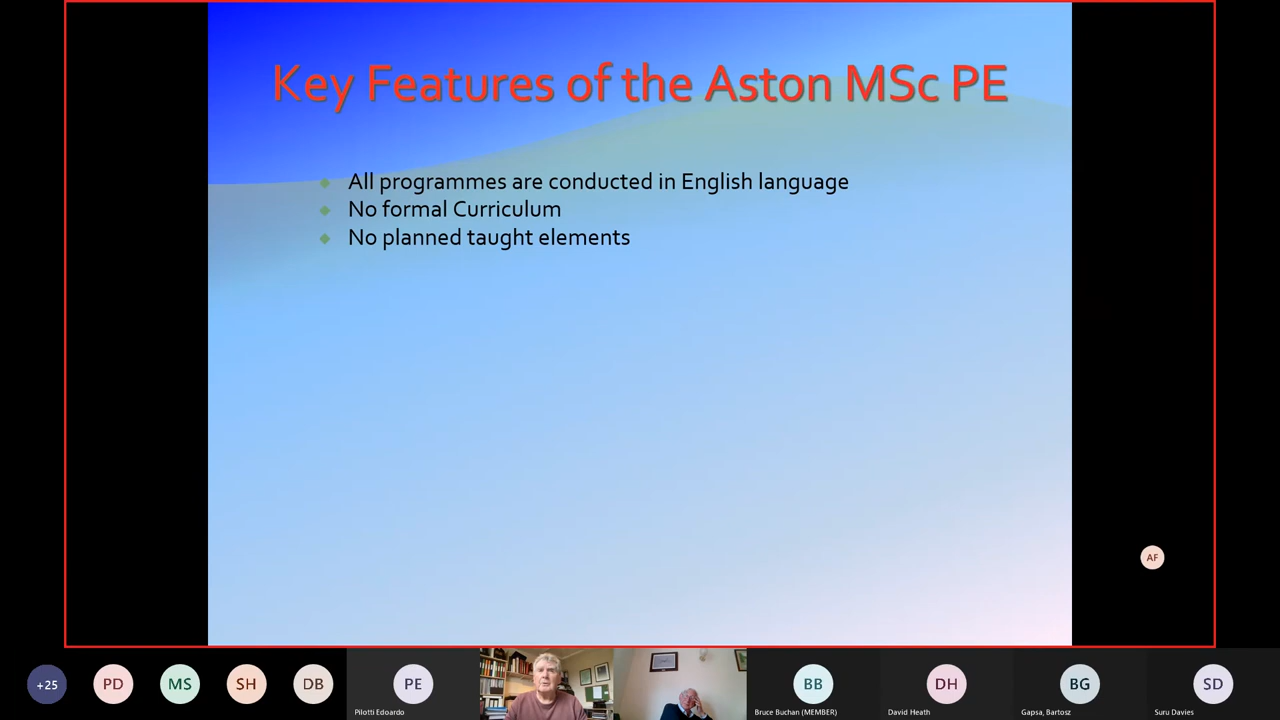 Key Features of the Aston MSc PE
All programmes are conducted in English language
No formal Curriculum
No planned taught elements
AF
+25
PD
MS
SH
DB
PE
Pilotti Edoardo
BB
Bruce Buchan (MEMBER)
DH
David Heath
BG
Gapsa, Bartosz
SD
Suru Davies